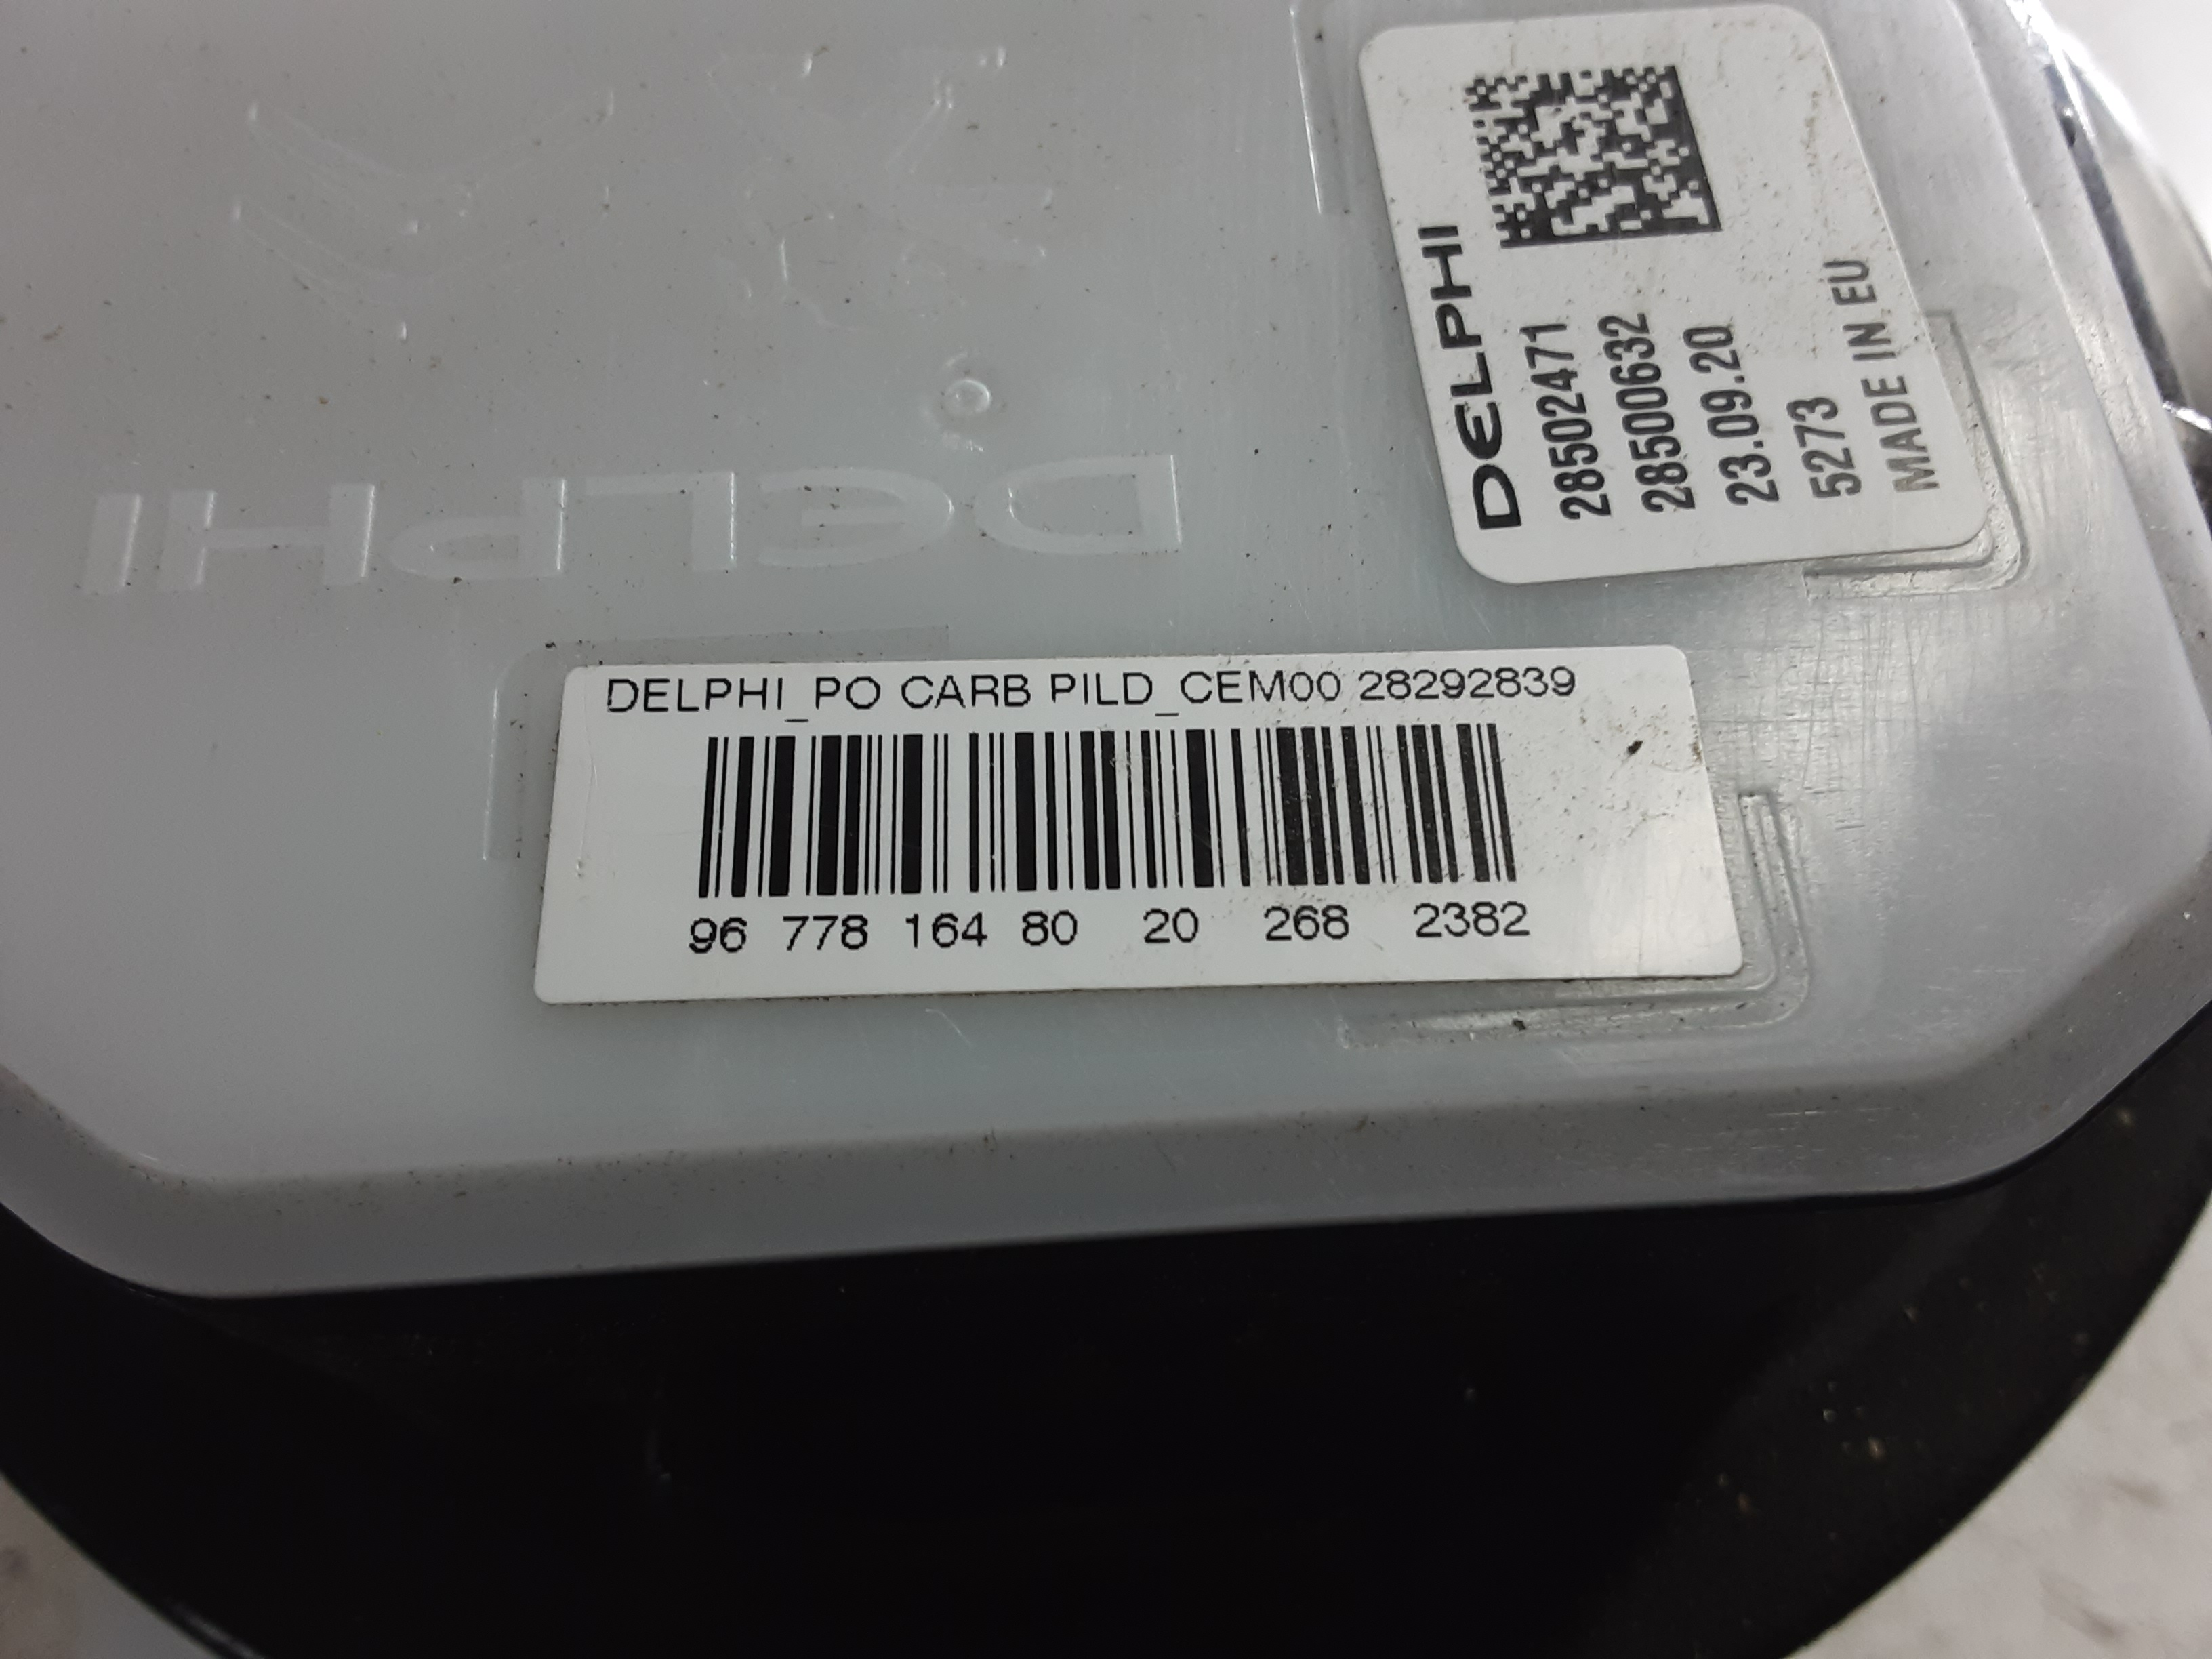 DELPHI
28502471
28500632
23.09.20
5273
MADE IN EU
DELPHI
DELPHI_PO CARB PILD_CEM00 28292839
96 778 164 80 20 268 2382